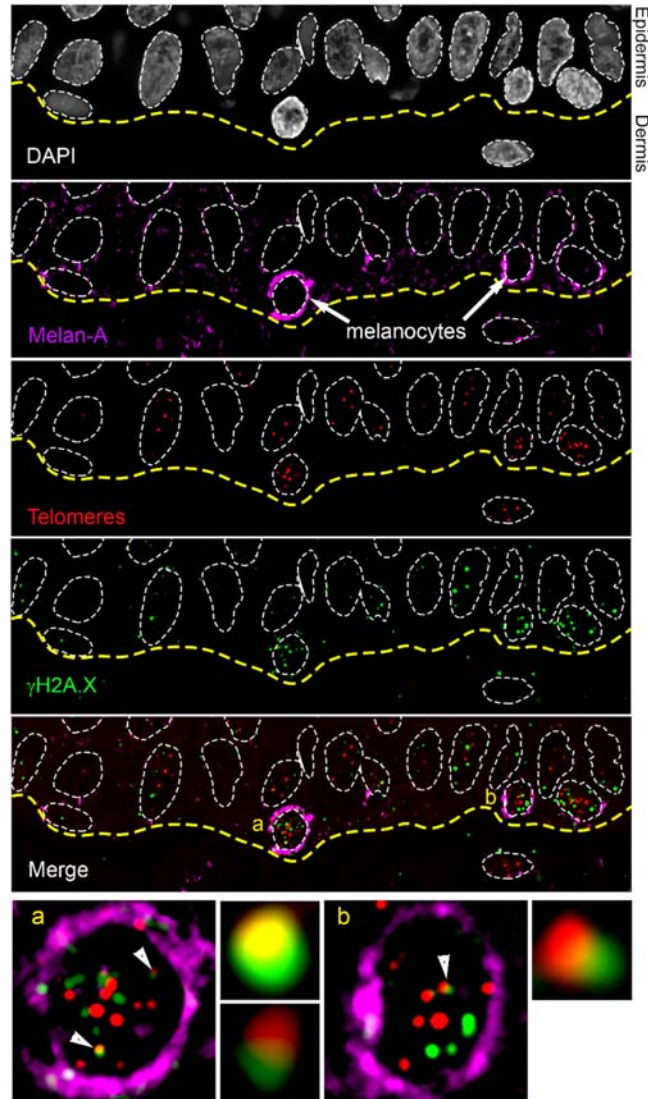 Epidermis
Dermis
DAPI
melanocytes
Melan-A
Telomeres
γH2A.X
b
a
Merge
a
b